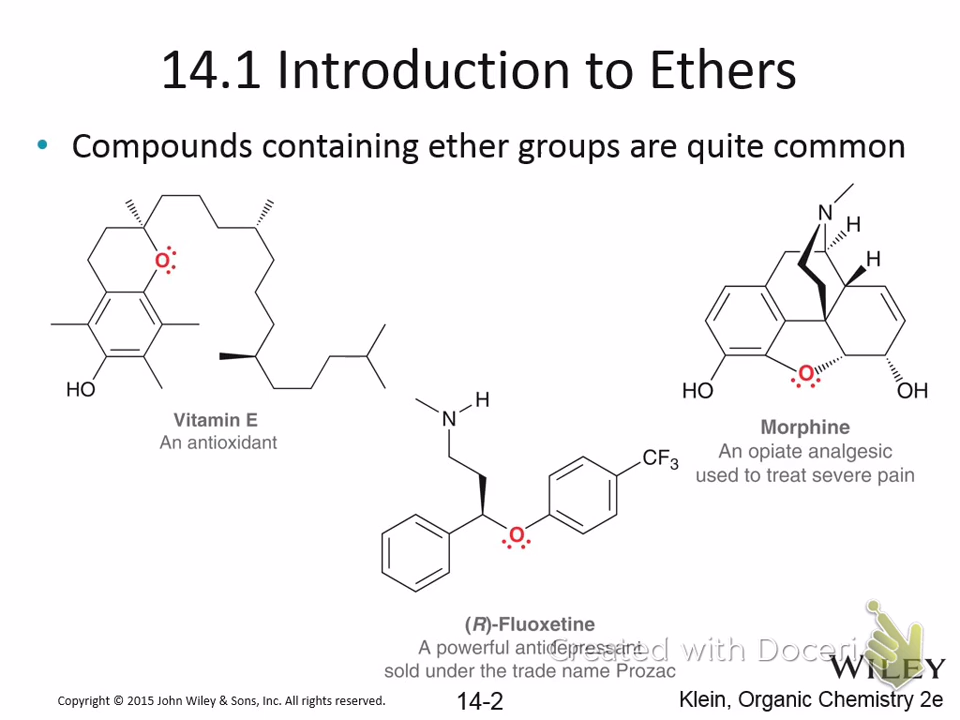 14.1 Introduction to Ethers
• Compounds containing ether groups are quite common
O
HO
Vitamin E
An antioxidant
N
H
H
HO
O
OH
Morphine
An opiate analgesic
used to treat severe pain
H
N
CF3
O
(R)-Fluoxetine
A powerful antidepressant
sold under the trade name Prozac
Created with Doceri
WILEY
Copyright © 2015 John Wiley & Sons, Inc. All rights reserved.
14-2
Klein, Organic Chemistry 2e